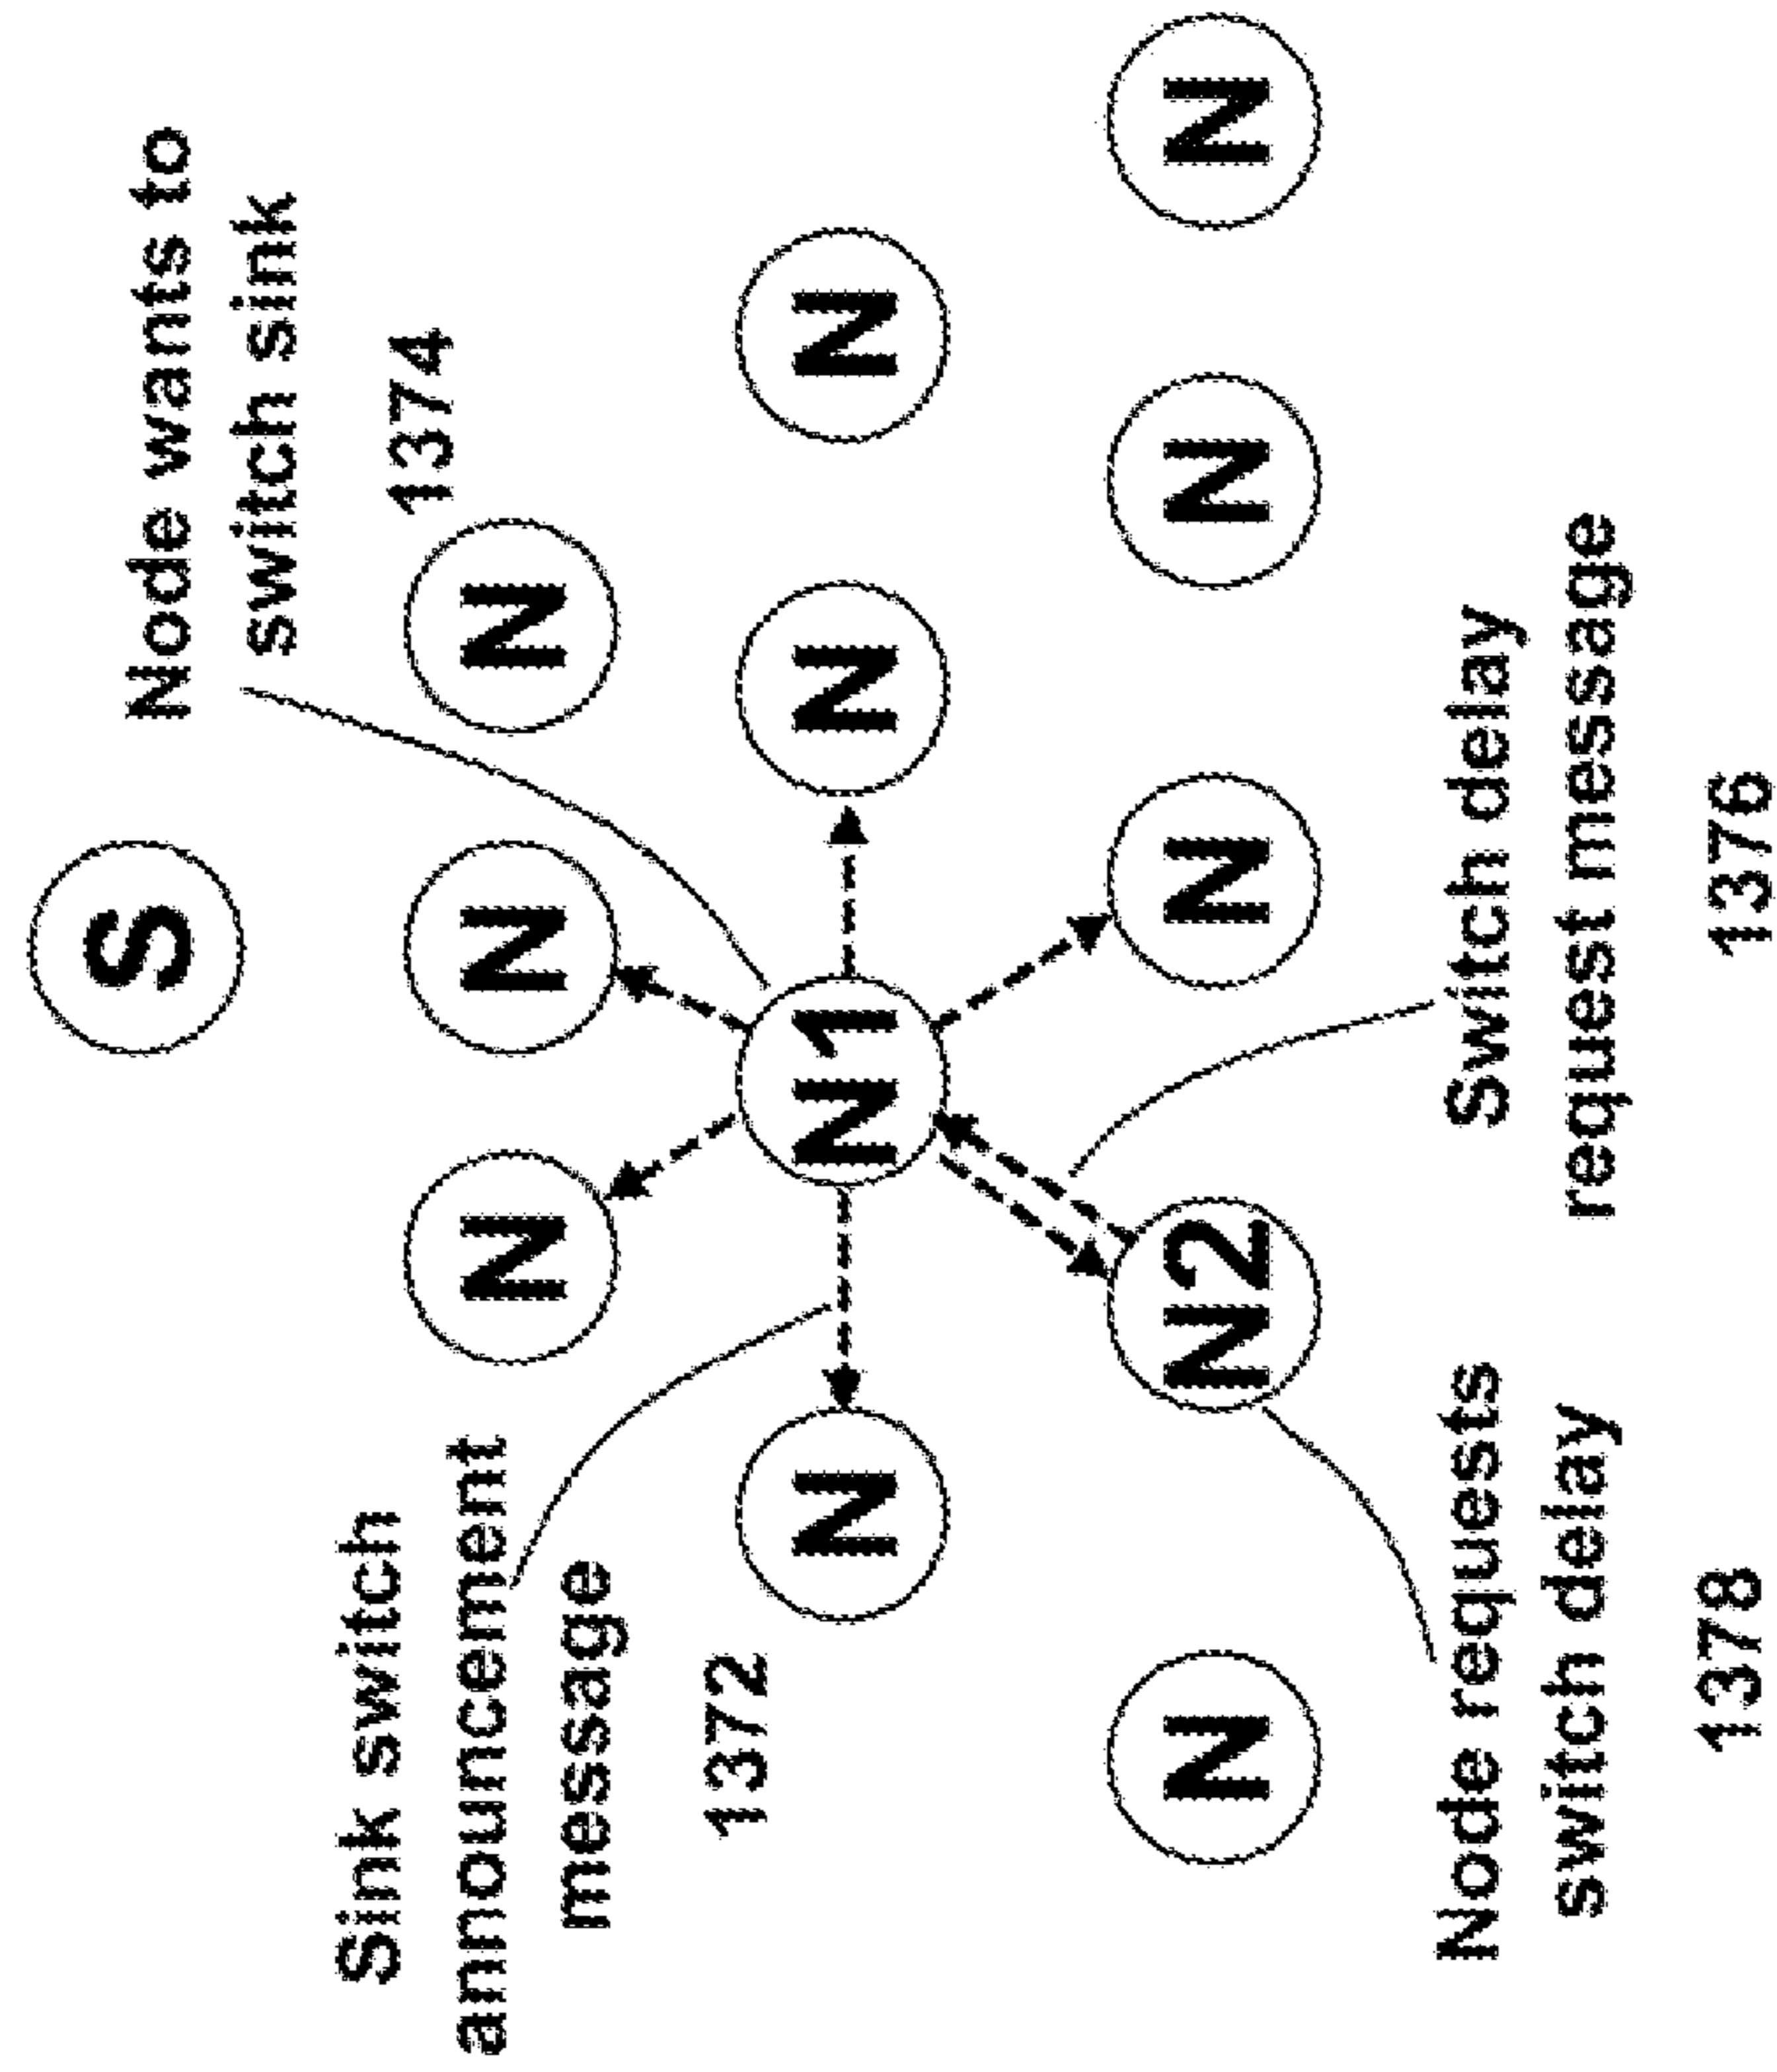 S
Node wants to
switch sink
1374
Sink switch
announcement
message
1372
N
N
N
N
N1
N
N
N
N2
N
N
N
Node requests
switch delay
1378
Switch delay
request message
1376